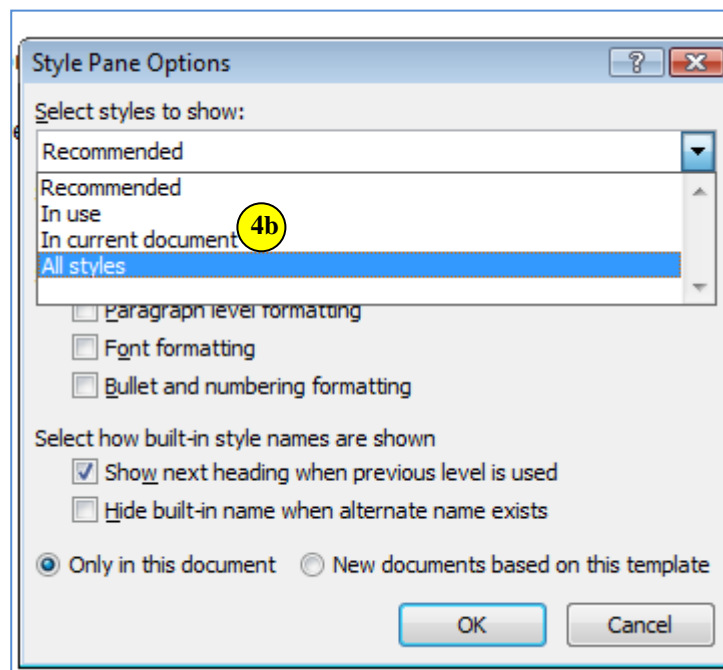 Style Pane Options
Select styles to show:
Recommended
Recommended
In use
In current document
4b
All styles
Paragraph level formatting
Font formatting
Bullet and numbering formatting
Select how built-in style names are shown
Show next heading when previous level is used
Hide built-in name when alternate name exists
Only in this document New documents based on this template
OK Cancel